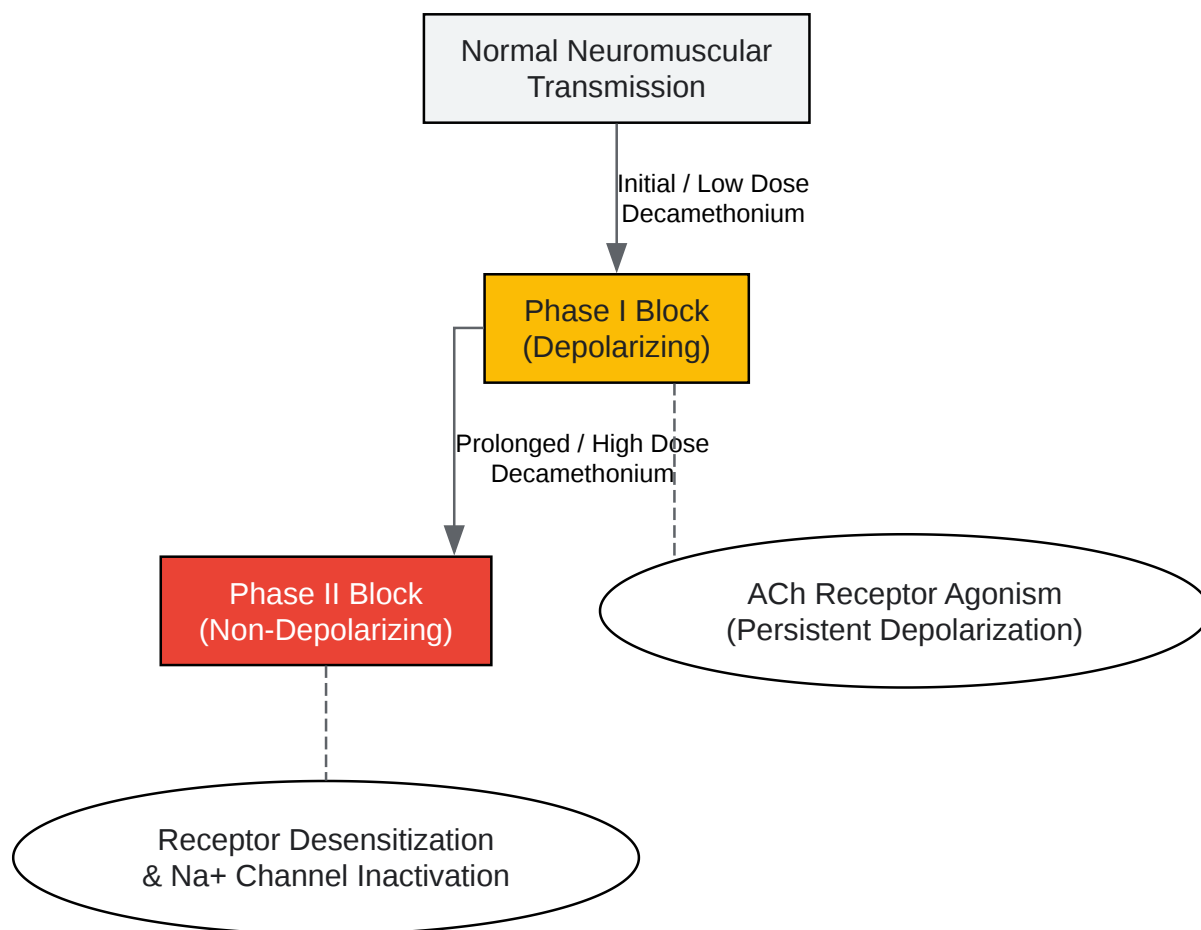 Normal Neuromuscular
Transmission
Initial / Low Dose
Decamethonium
Phase I Block
(Depolarizing)
Prolonged / High Dose
Decamethonium
Phase II Block
(Non-Depolarizing)
ACh Receptor Agonism
(Persistent Depolarization)
Receptor Desensitization
& Na+ Channel Inactivation